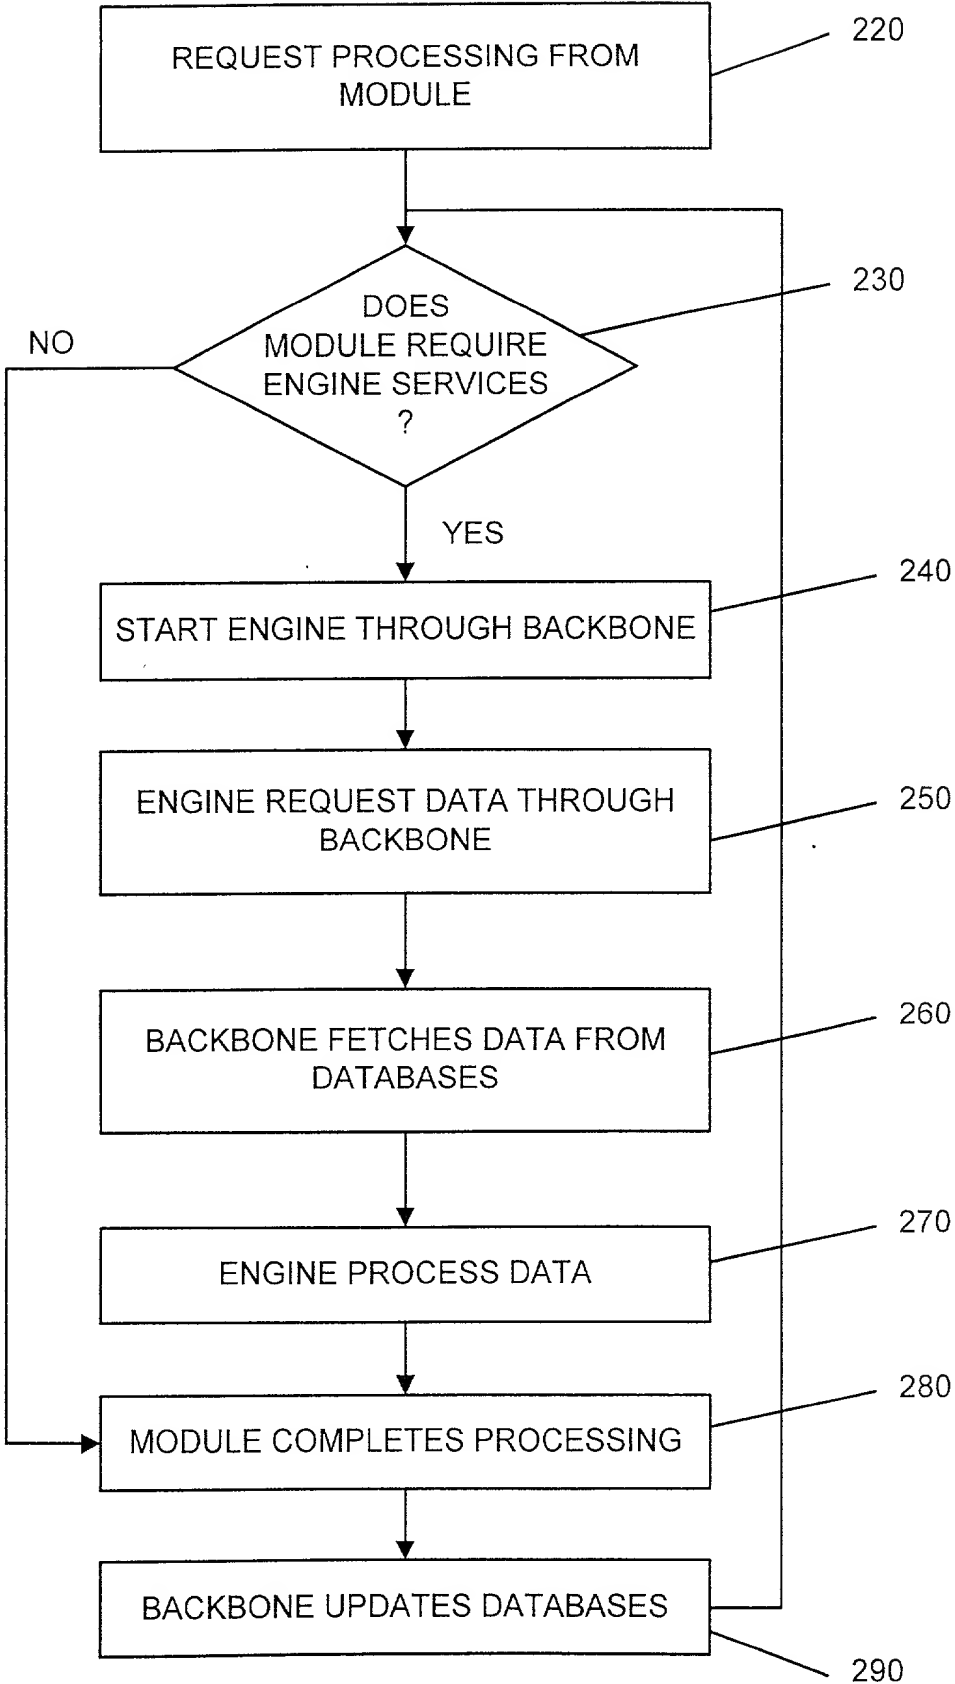 220
REQUEST PROCESSING FROM
MODULE
230
DOES
MODULE REQUIRE
ENGINE SERVICES
?
NO
YES
240
START ENGINE THROUGH BACKBONE
250
ENGINE REQUEST DATA THROUGH
BACKBONE
260
BACKBONE FETCHES DATA FROM
DATABASES
270
ENGINE PROCESS DATA
280
MODULE COMPLETES PROCESSING
BACKBONE UPDATES DATABASES
290